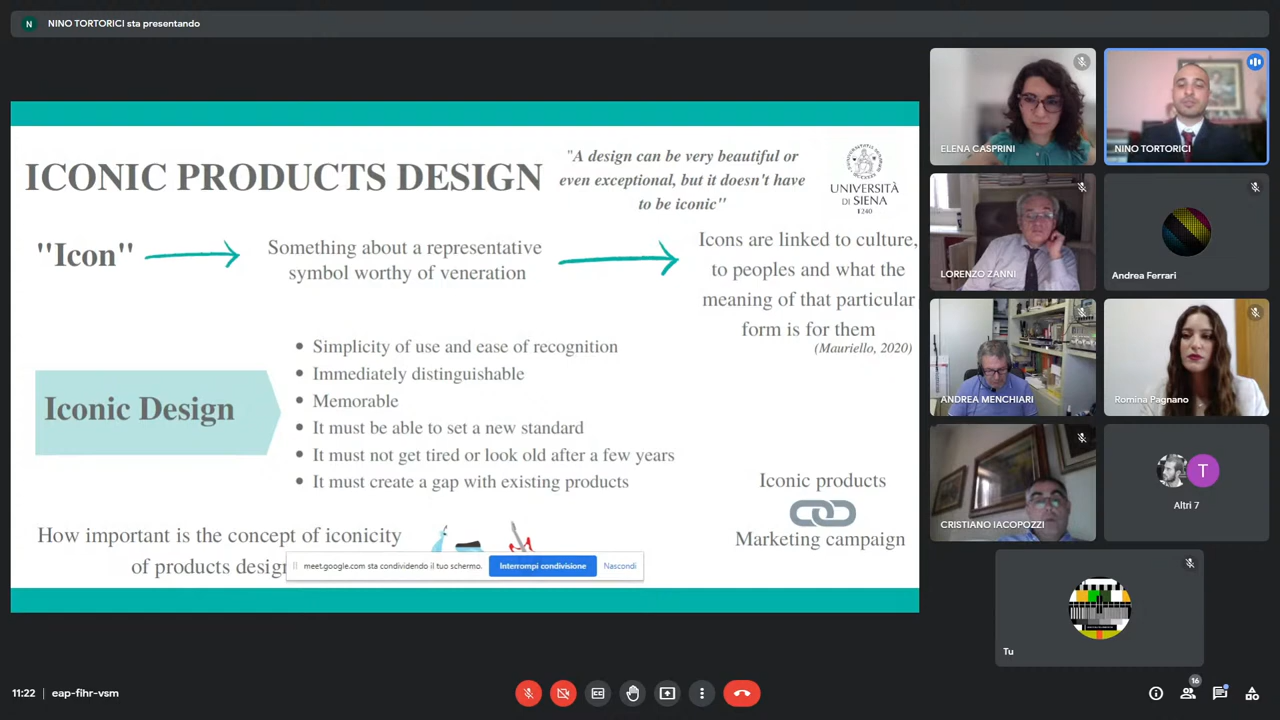 N NINO TORTORICI sta presentando
ICONIC PRODUCTS DESIGN
"A design can be very beautiful or
even exceptional, but it doesn't have
to be iconic"
UNIVERSITÀ
DI SIENA
1240
"Icon"
Something about a representative
symbol worthy of veneration
Icons are linked to culture,
to peoples and what the
meaning of that particular
form is for them
(Mauriello, 2020)
Iconic Design
Simplicity of use and ease of recognition
Immediately distinguishable
Memorable
It must be able to set a new standard
It must not get tired or look old after a few years
It must create a gap with existing products
Iconic products
Marketing campaign
How important is the concept of iconicity
of products design
meet.google.com sta condividendo il tuo schermo.
Interrompi condivisione
Nascondi
ELENA CASPRINI
NINO TORTORICI
LORENZO ZANNI
Andrea Ferrari
ANDREA MENCHIARI
Romina Pagnano
CRISTIANO IACOPOZZI
T
Altri 7
Tu
11:22 | eap-fihr-vsm
16